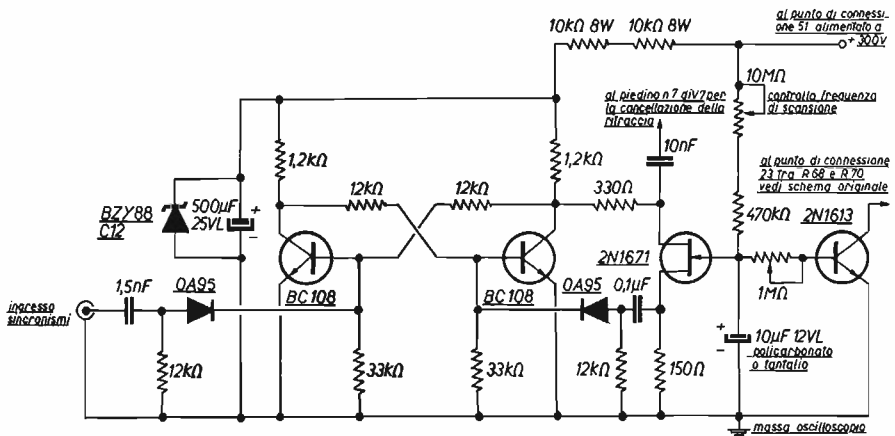 10kΩ 8W
10kΩ 8W
al punto di connessi-
one 51 alimentato a
+ 300V
10MΩ
controllo frequenza
di scansione
al piedino n 7 di V7 per
la cancellazione della
ritraccia
10nF
1,2kΩ
1,2kΩ
al punto di connessione
23 tra R68 e R70
vedi schema originale
12kΩ
12kΩ
330Ω
470kΩ
2N1613
BZY88
C12
500µF
25VL
+
-
2N1671
1MΩ
1,5nF
OA95
BC108
BC108
OA95
0,1µF
ingresso
sincronismi
+
-
10µF 12VL
policarbonato
o tantalio
12kΩ
33kΩ
33kΩ
12kΩ
150Ω
massa oscilloscopio